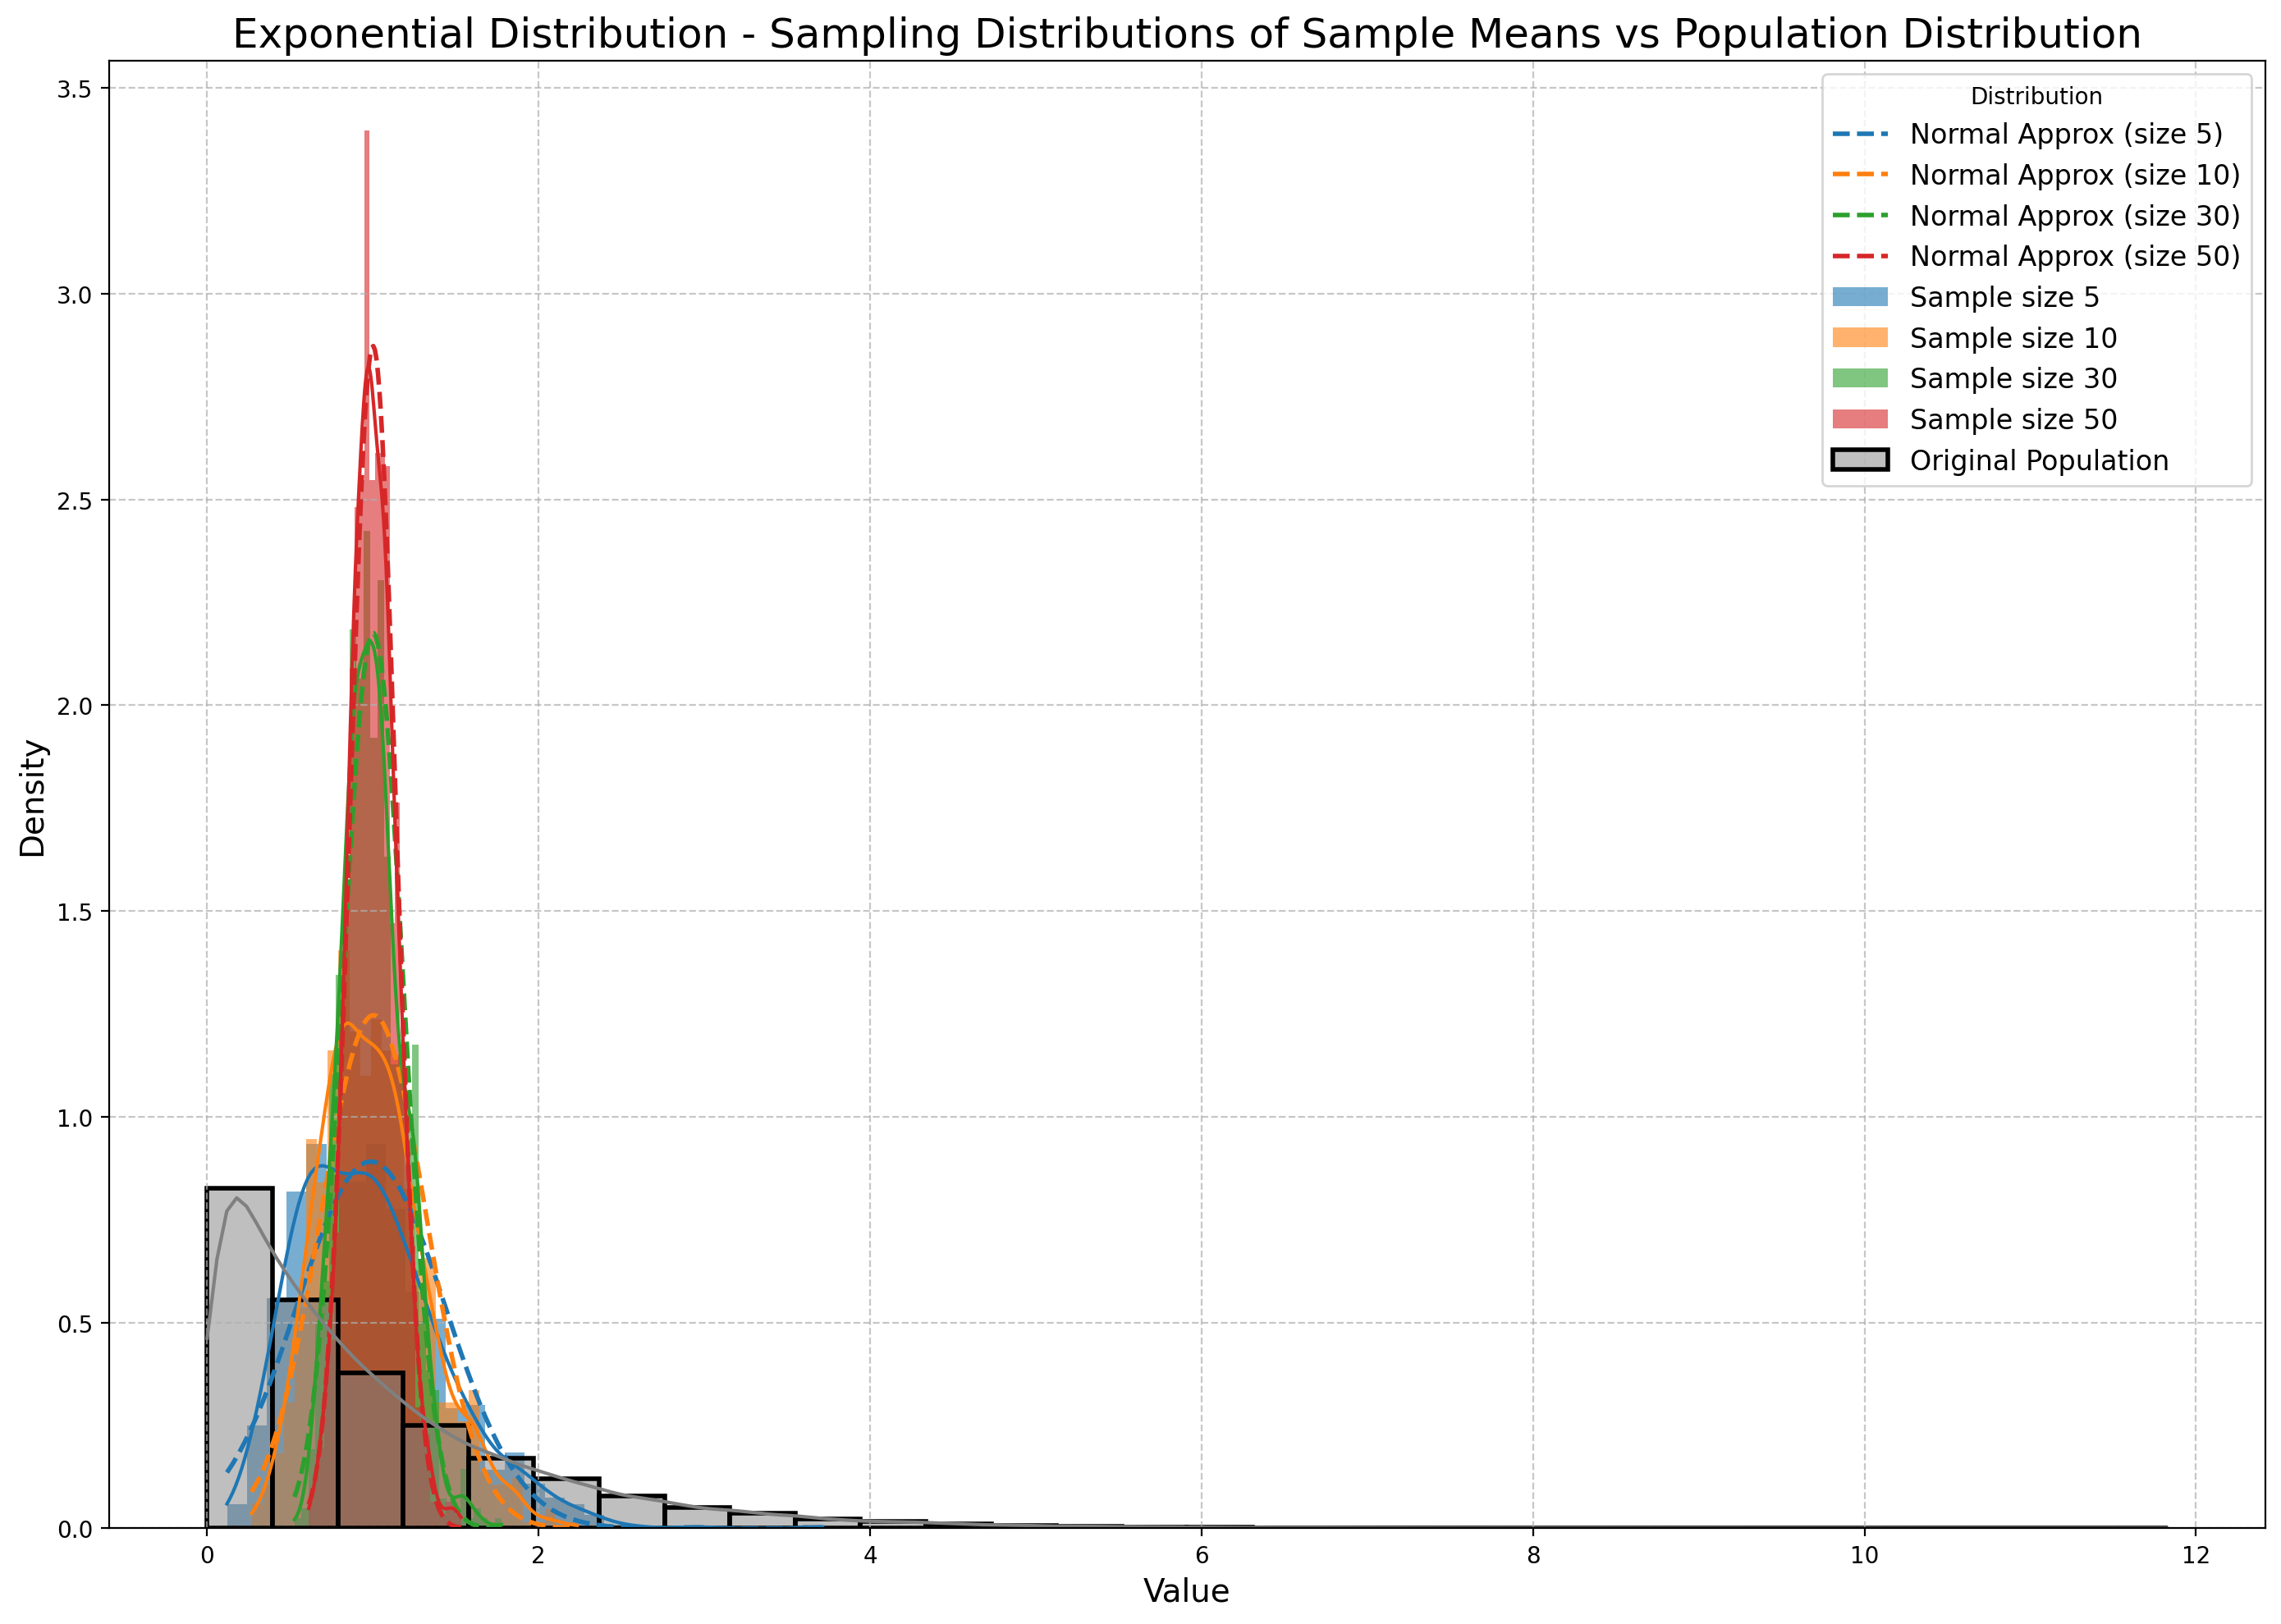 Exponential Distribution - Sampling Distributions of Sample Means vs Population Distribution
Distribution
Normal Approx (size 5)
Normal Approx (size 10)
Normal Approx (size 30)
Normal Approx (size 50)
Sample size 5
Sample size 10
Sample size 30
Sample size 50
Original Population
Density
3.5
3.0
2.5
2.0
1.5
1.0
0.5
0.0
0 2 4 6 8 10 12
Value